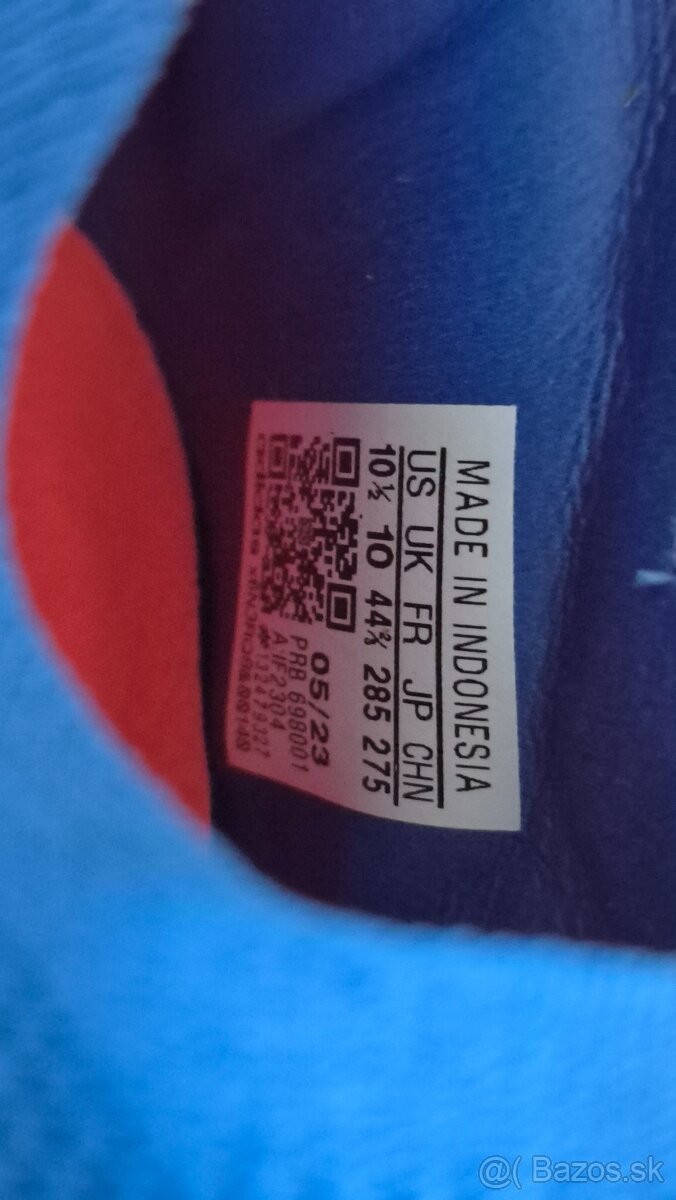 MADE IN INDONESIA
US UK FR JP CHN
10½ 10 44⅔ 285 275
05/23
PRB 698001
A1F2304
@( Bazos.sk